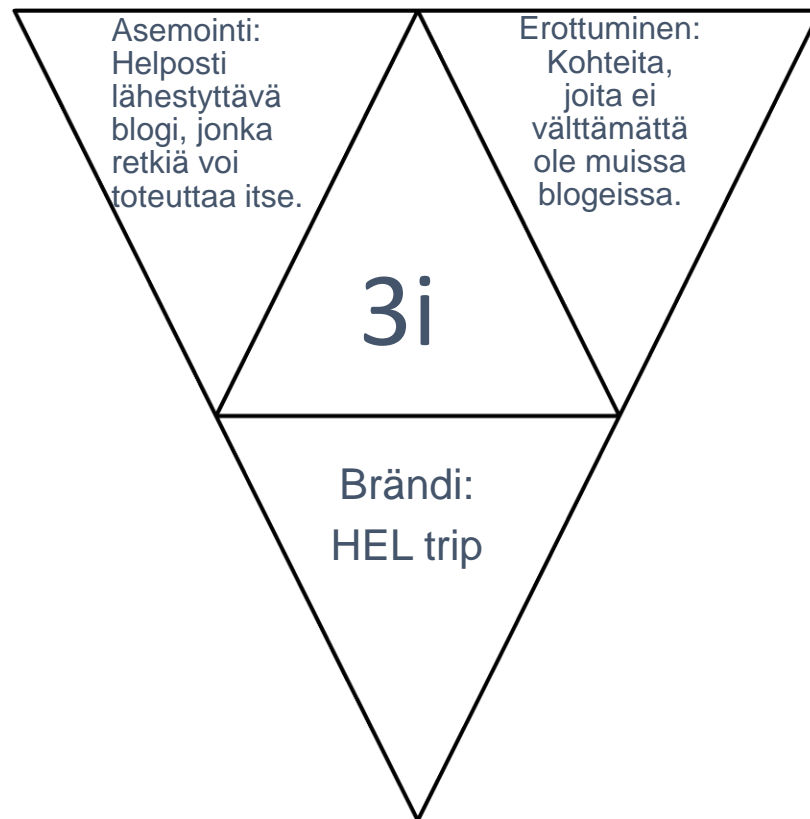 Asemointi:
Helposti
lähestyttävä
blogi, jonka
retkiä voi
toteuttaa itse.
Erottuminen:
Kohteita,
joita ei
välttämättä
ole muissa
blogeissa.
3i
Brändi:
HEL trip